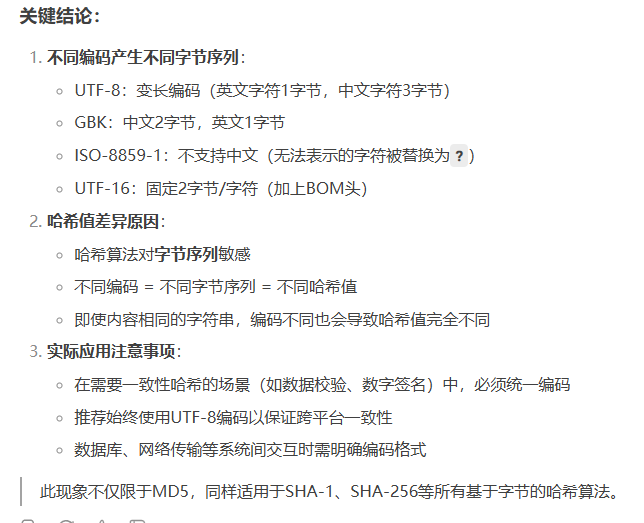 关键结论：
1. 不同编码产生不同字节序列：
UTF-8：变长编码（英文字符1字节，中文字符3字节）
GBK：中文2字节，英文1字节
ISO-8859-1：不支持中文（无法表示的字符被替换为 ? ）
UTF-16：固定2字节/字符（加上BOM头）
2. 哈希值差异原因：
哈希算法对字节序列敏感
不同编码 = 不同字节序列 = 不同哈希值
即使内容相同的字符串，编码不同也会导致哈希值完全不同
3. 实际应用注意事项：
在需要一致性哈希的场景（如数据校验、数字签名）中，必须统一编码
推荐始终使用UTF-8编码以保证跨平台一致性
数据库、网络传输等系统间交互时需明确编码格式
此现象不仅限于MD5，同样适用于SHA-1、SHA-256等所有基于字节的哈希算法。